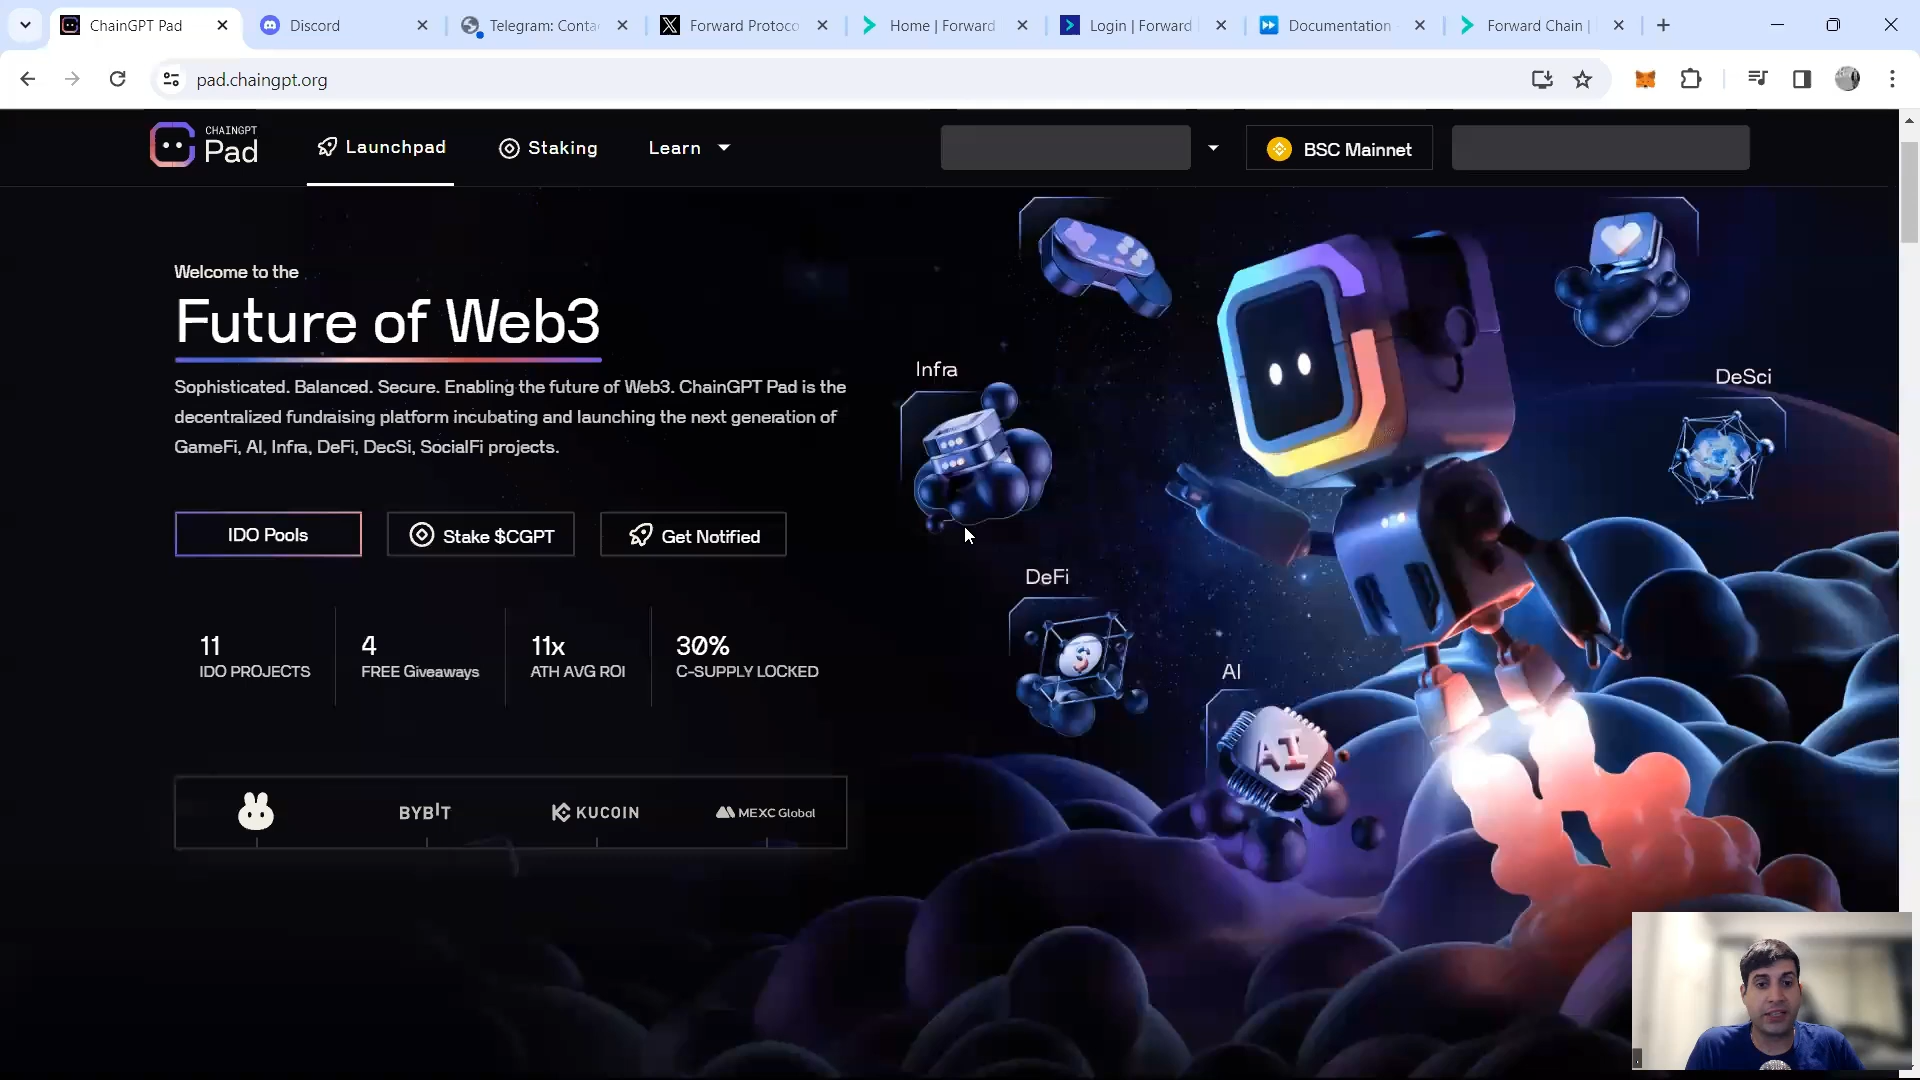 ChainGPT Pad
Discord
Telegram: Conta
Forward Protoco
Home | Forward
Login | Forward
Documentation
Forward Chain |
pad.chaingpt.org
CHAINGPT
Pad
Launchpad
Staking
Learn
BSC Mainnet
Welcome to the
Future of Web3
Sophisticated. Balanced. Secure. Enabling the future of Web3. ChainGPT Pad is the
decentralized fundraising platform incubating and launching the next generation of
GameFi, AI, Infra, DeFi, DecSi, SocialFi projects.
IDO Pools
Stake $CGPT
Get Notified
11
IDO PROJECTS
4
FREE Giveaways
11x
ATH AVG ROI
30%
C-SUPPLY LOCKED
BYBIT
KUCOIN
MEXC Global
Infra
DeSci
DeFi
AI
AI